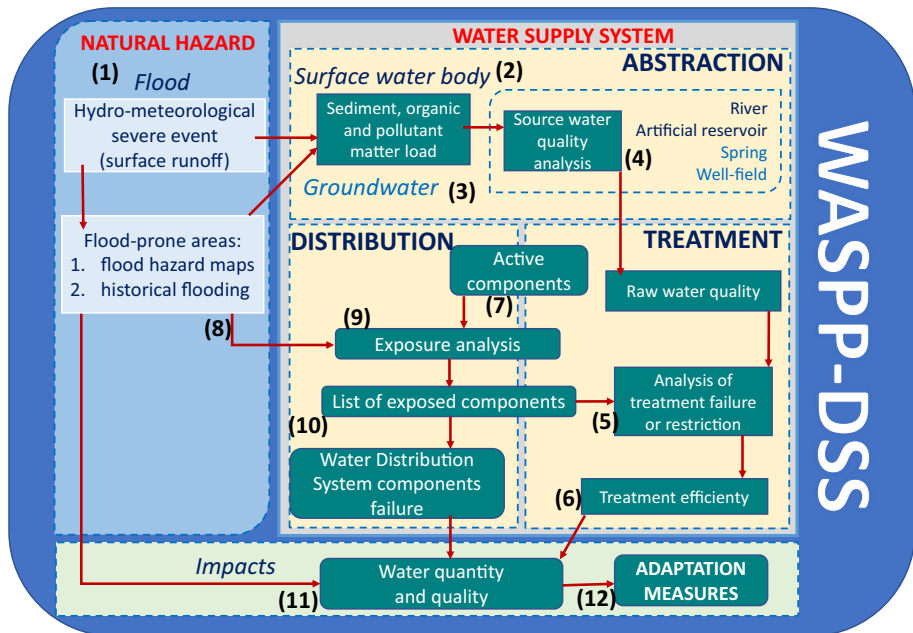 NATURAL HAZARD
(1)
Flood
Hydro-meteorological
severe event
(surface runoff)
Flood-prone areas:
1. flood hazard maps
2. historical flooding
(8)
WATER SUPPLY SYSTEM
ABSTRACTION
Surface water body
(2)
Sediment, organic
and pollutant
matter load
Groundwater
(3)
Source water
quality
analysis
(4)
River
Artificial reservoir
Spring
Well-field
DISTRIBUTION
Active
components
(7)
(9)
Exposure analysis
List of exposed components
(10)
Water Distribution
System components
failure
TREATMENT
Raw water quality
Analysis of
treatment failure
or restriction
(5)
(6)
Treatment efficienty
Impacts
(11)
Water quantity
and quality
(12)
ADAPTATION
MEASURES
WASPP-DSS